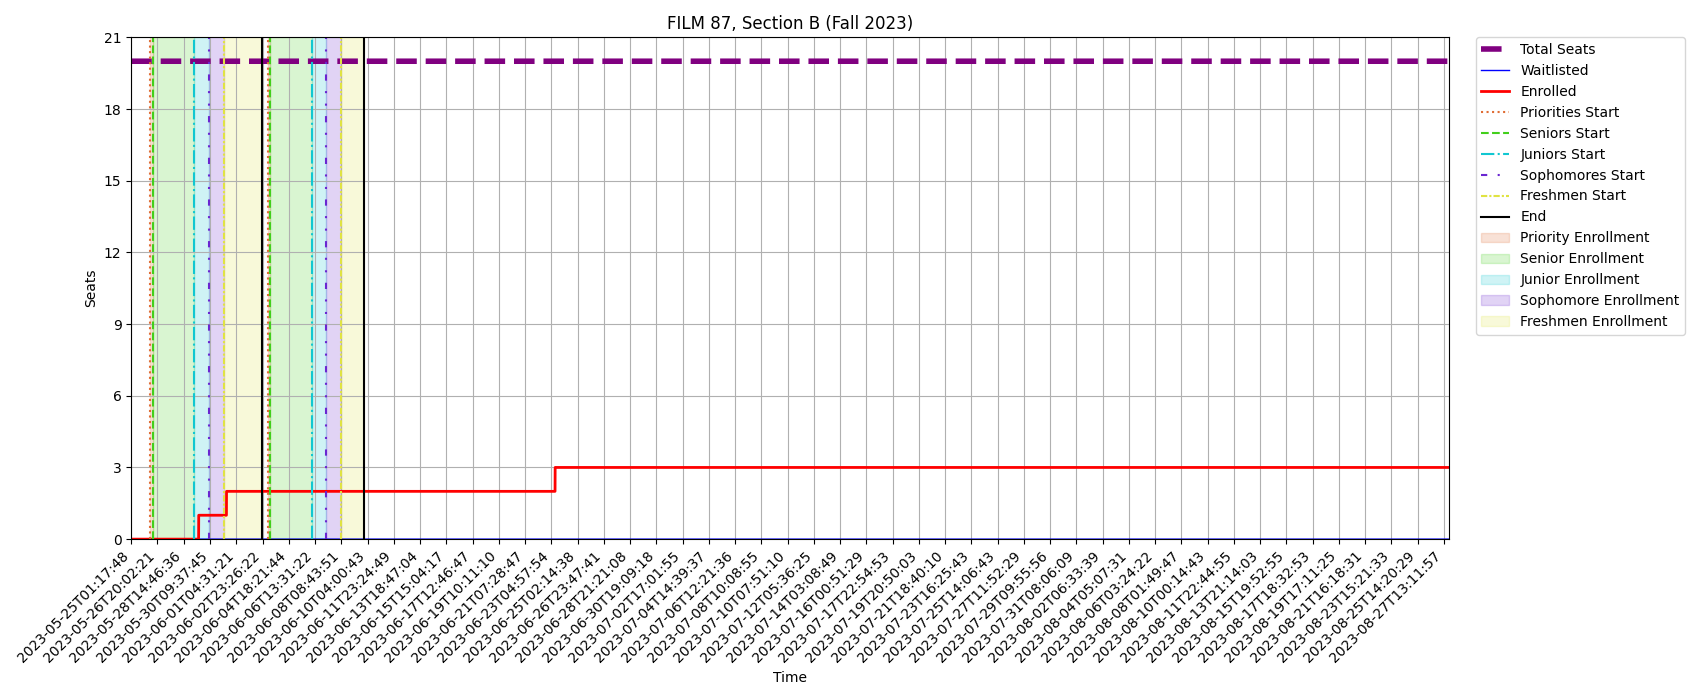 FILM 87, Section B (Fall 2023)
21
18
15
12
9
6
3
0
Seats
2023-05-25T01:17:48
2023-05-26T20:02:21
2023-05-28T14:46:36
2023-05-30T09:37:45
2023-06-01T04:31:21
2023-06-02T23:26:22
2023-06-04T18:21:44
2023-06-06T13:31:22
2023-06-08T08:43:51
2023-06-10T04:00:43
2023-06-11T23:24:49
2023-06-13T18:47:04
2023-06-15T15:04:17
2023-06-17T12:46:47
2023-06-19T10:11:10
2023-06-21T07:28:47
2023-06-23T04:57:54
2023-06-25T02:14:38
2023-06-26T23:47:41
2023-06-28T21:21:08
2023-06-30T19:09:18
2023-07-02T17:01:55
2023-07-04T14:39:37
2023-07-06T12:21:36
2023-07-08T10:08:55
2023-07-10T07:51:10
2023-07-12T05:36:25
2023-07-14T03:08:49
2023-07-16T00:51:29
2023-07-17T22:54:53
2023-07-19T20:50:03
2023-07-21T18:40:10
2023-07-23T16:25:43
2023-07-25T14:06:43
2023-07-27T11:52:29
2023-07-29T09:55:56
2023-07-31T08:06:09
2023-08-02T06:33:39
2023-08-04T05:07:31
2023-08-06T03:24:22
2023-08-08T01:49:47
2023-08-10T00:14:43
2023-08-11T22:44:55
2023-08-13T21:14:03
2023-08-15T19:52:55
2023-08-17T18:32:53
2023-08-19T17:11:25
2023-08-21T16:18:31
2023-08-23T15:21:33
2023-08-25T14:20:29
2023-08-27T13:11:57
Time
Total Seats
Waitlisted
Enrolled
Priorities Start
Seniors Start
Juniors Start
Sophomores Start
Freshmen Start
End
Priority Enrollment
Senior Enrollment
Junior Enrollment
Sophomore Enrollment
Freshmen Enrollment